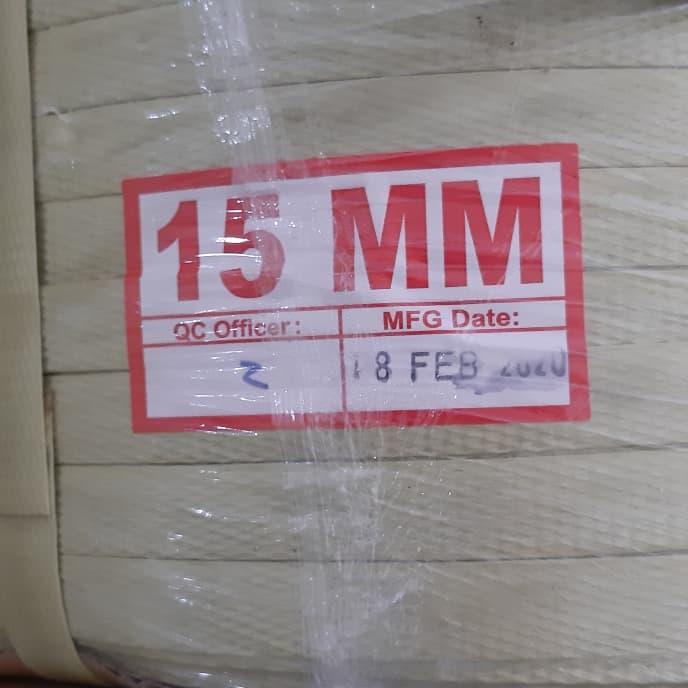 15 MM
QC Officer: MFG Date:
2 18 FEB 2020